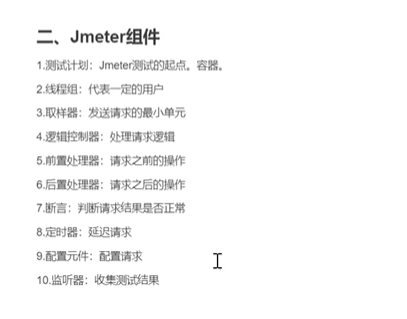 二、Jmeter组件
1.测试计划：Jmeter测试的起点。容器。
2.线程组：代表一定的用户
3.取样器：发送请求的最小单元
4.逻辑控制器：处理请求逻辑
5.前置处理器：请求之前的操作
6.后置处理器：请求之后的操作
7.断言：判断请求结果是否正常
8.定时器：延迟请求
9.配置元件：配置请求
10.监听器：收集测试结果